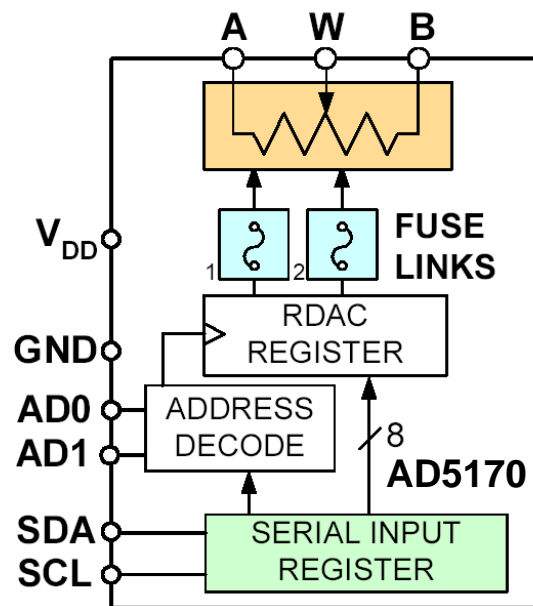 A W B
V DD
1 2
FUSE
LINKS
RDAC
REGISTER
GND
AD0
AD1
ADDRESS
DECODE
8
AD5170
SDA
SCL
SERIAL INPUT
REGISTER